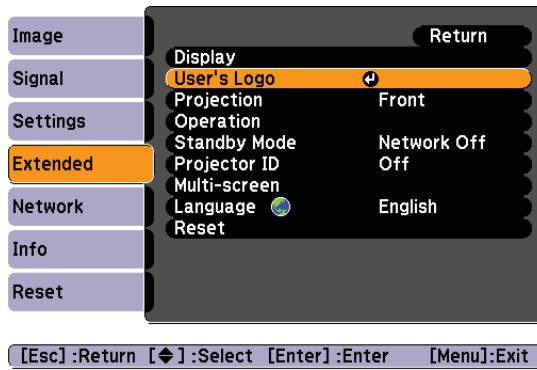 Image
Signal
Settings
Extended
Network
Info
Reset
Return
Display
User's Logo
Projection Front
Operation
Standby Mode Network Off
Projector ID Off
Multi-screen
Language English
Reset
[Esc] :Return [◆] :Select [Enter] :Enter [Menu]:Exit